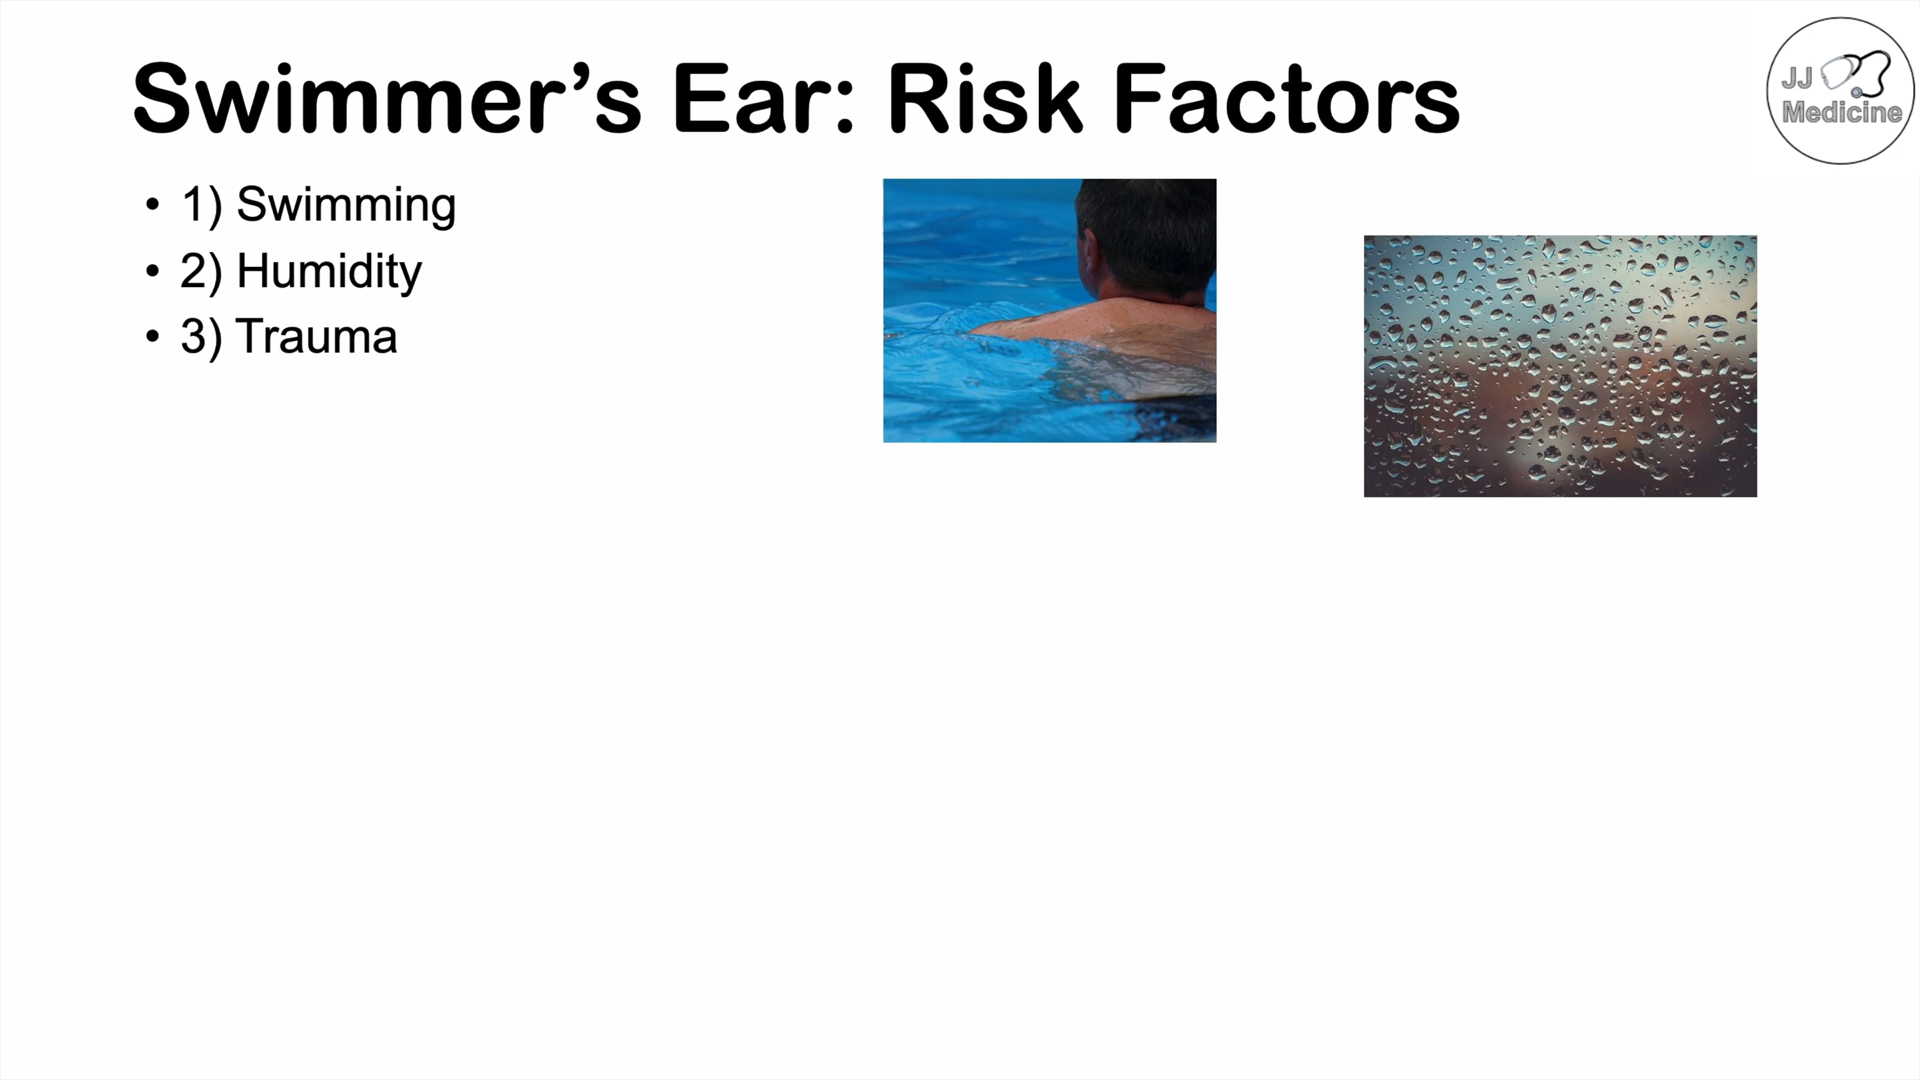 Swimmer’s Ear: Risk Factors
JJ
Medicine
• 1) Swimming
• 2) Humidity
• 3) Trauma